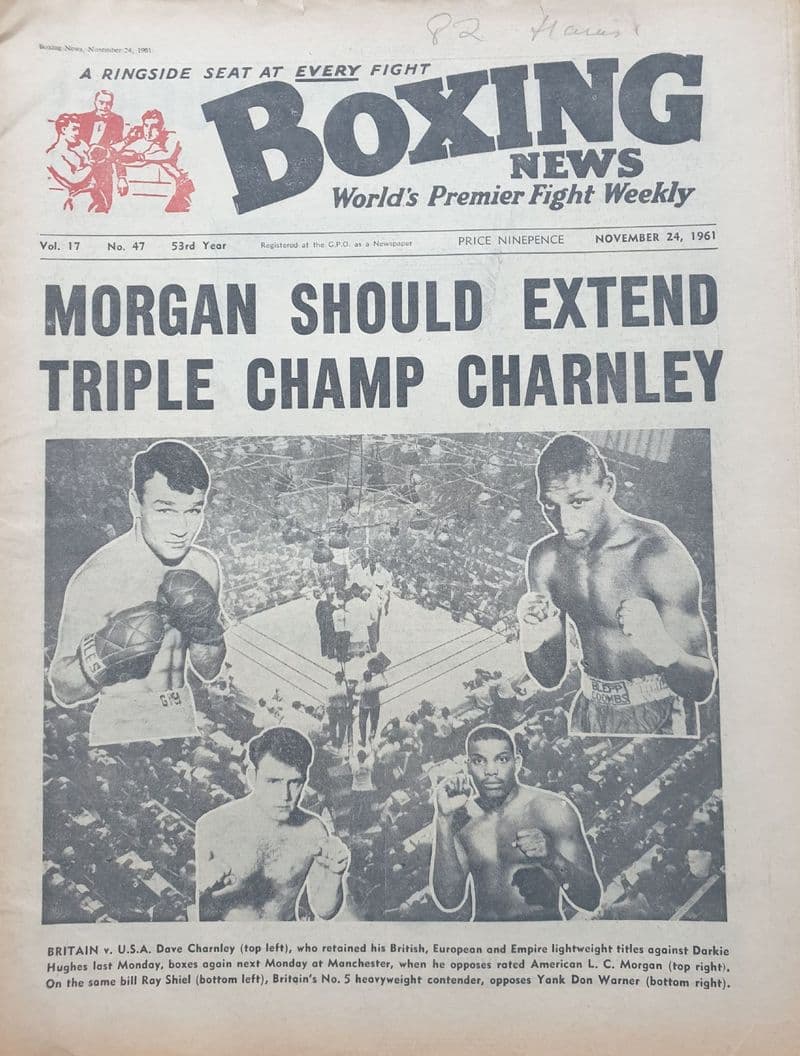 82
Boxing News, November 24, 1961
A RINGSIDE SEAT AT EVERY FIGHT
BOXING
NEWS
World's Premier Fight Weekly
Vol. 17 No. 47 53rd Year Registered at the G.P.O. as a Newspaper PRICE NINEPENCE NOVEMBER 24, 1961
MORGAN SHOULD EXTEND
TRIPLE CHAMP CHARNLEY
BRITAIN v. U.S.A. Dave Charnley (top left), who retained his British, European and Empire lightweight titles against Darkie
Hughes last Monday, boxes again next Monday at Manchester, when he opposes rated American L. C. Morgan (top right).
On the same bill Ray Shiel (bottom left), Britain's No. 5 heavyweight contender, opposes Yank Don Warner (bottom right).